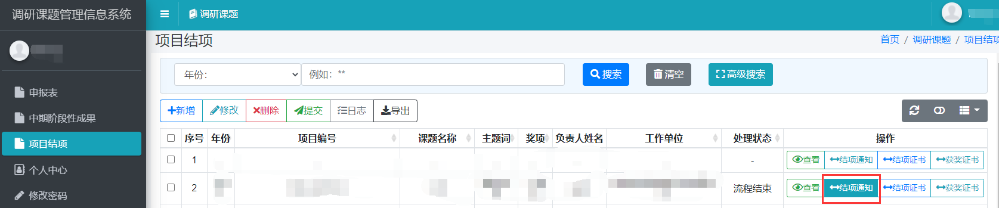 调研课题管理信息系统
调研课题
项目结项
首页 / 调研课题 / 项目结项
年份：
例如：**
搜索
清空
高级搜索
申报表
中期阶段性成果
项目结项
个人中心
修改密码
新增 修改 删除 提交 日志 导出
序号 年份 项目编号 课题名称 主题词 奖项 负责人姓名 工作单位 处理状态 操作
1 - 查看 结项通知 结项证书 获奖证书
2 流程结束 查看 结项通知 结项证书 获奖证书